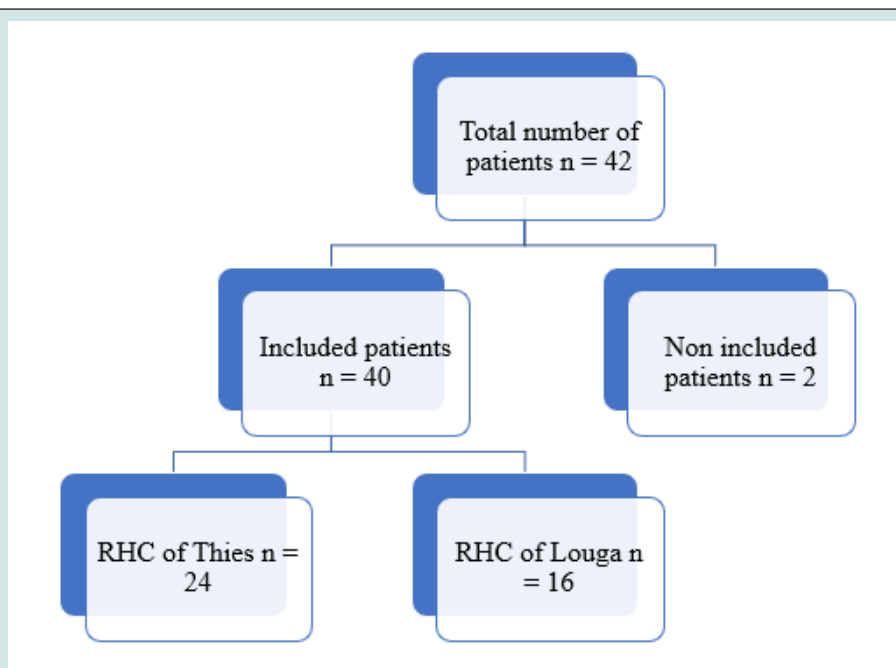 Total number of
patients n = 42
Included patients
n = 40
Non included
patients n = 2
RHC of Thies n =
24
RHC of Louga n
= 16